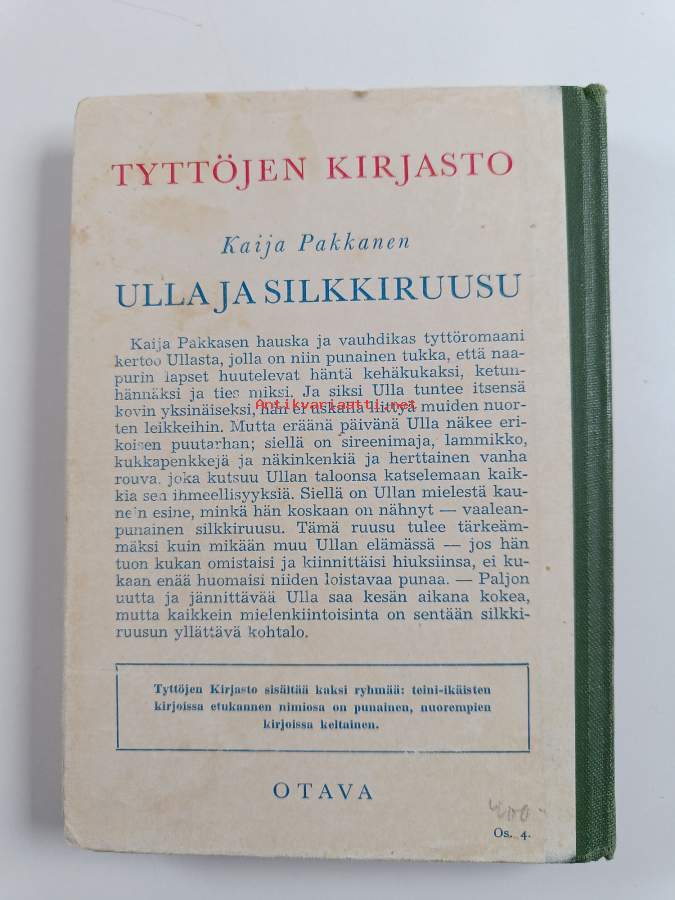 TYTTÖJEN KIRJASTO
Kaija Pakkanen
ULLA JA SILKKIRUUSU
Kaija Pakkasen hauska ja vauhdikas tyttöromaani
kertoo Ullasta, jolla on niin punainen tukka, että naa-
purin lapset huutelevat häntä kehäkukaksi, ketun-
hännäksi ja ties miksi. Ja siksi Ulla tuntee itsensä
Antikvariaatti.net
kovin yksinäiseksi, hän ei uskalla liittyä muiden nuor-
ten leikkeihin. Mutta eräänä päivänä Ulla näkee eri-
koisen puutarhan; siellä on sireenimaja, lammikko,
kukkapenkkejä ja näkinkenkiä ja herttainen vanha
rouva, joka kutsuu Ullan taloonsa katselemaan kaik-
kia sen ihmeellisyyksiä. Siellä on Ullan mielestä kau-
nein esine, minkä hän koskaan on nähnyt — vaalean-
punainen silkkiruusu. Tämä ruusu tulee tärkeäm-
mäksi kuin mikään muu Ullan elämässä — jos hän
tuon kukan omistaisi ja kiinnittäisi hiuksiinsa, ei ku-
kaan enää huomaisi niiden loistavaa punaa. — Paljon
uutta ja jännittävää Ulla saa kesän aikana kokea,
mutta kaikkein mielenkiintoisinta on sentään silkki-
ruusun yllättävä kohtalo.
Tyttöjen Kirjasto sisältää kaksi ryhmää: teini-ikäisten
kirjoissa etukannen nimiosa on punainen, nuorempien
kirjoissa keltainen.
OTAVA
Os. 4.